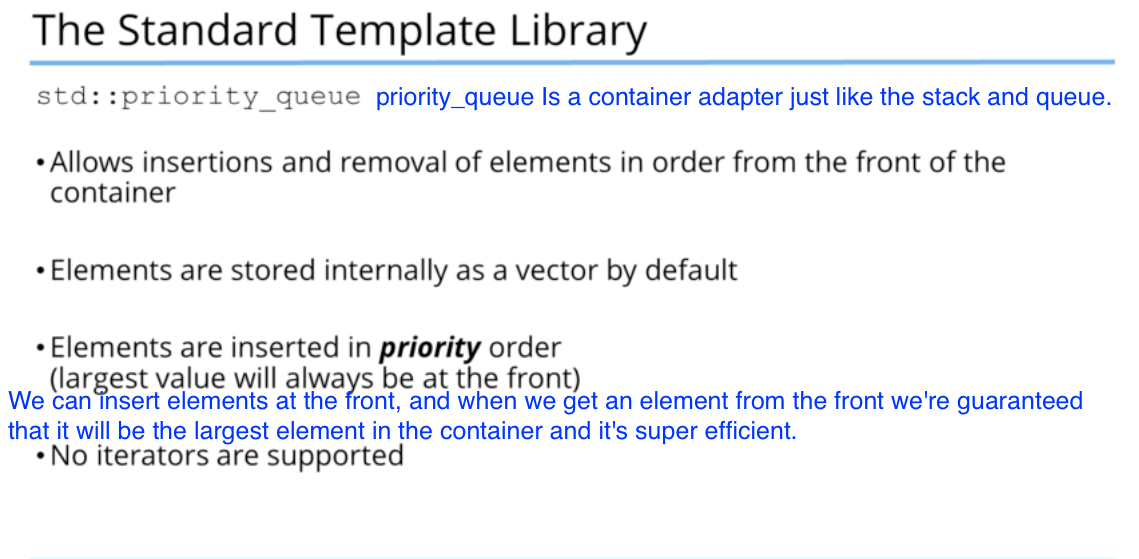 The Standard Template Library
std::priority_queue priority_queue Is a container adapter just like the stack and queue.
•Allows insertions and removal of elements in order from the front of the
container
•Elements are stored internally as a vector by default
•Elements are inserted in priority order
(largest value will always be at the front)
We can insert elements at the front, and when we get an element from the front we're guaranteed
that it will be the largest element in the container and it's super efficient.
•No iterators are supported